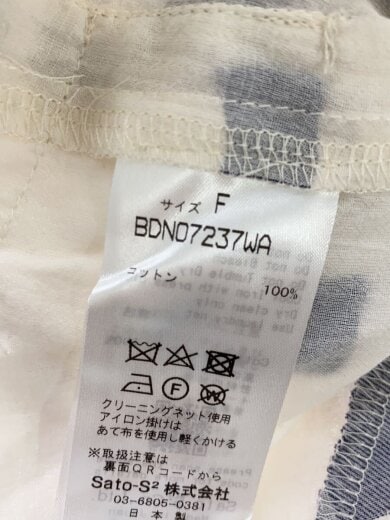 サイズ F
BDN07237WA
コットン 100%
F
W
クリーニングネット使用
アイロン掛けは
あて布を使用し軽くかける
※取扱注意は
裏面QRコードから
Sato-S² 株式会社
03-6805-0381
日本製